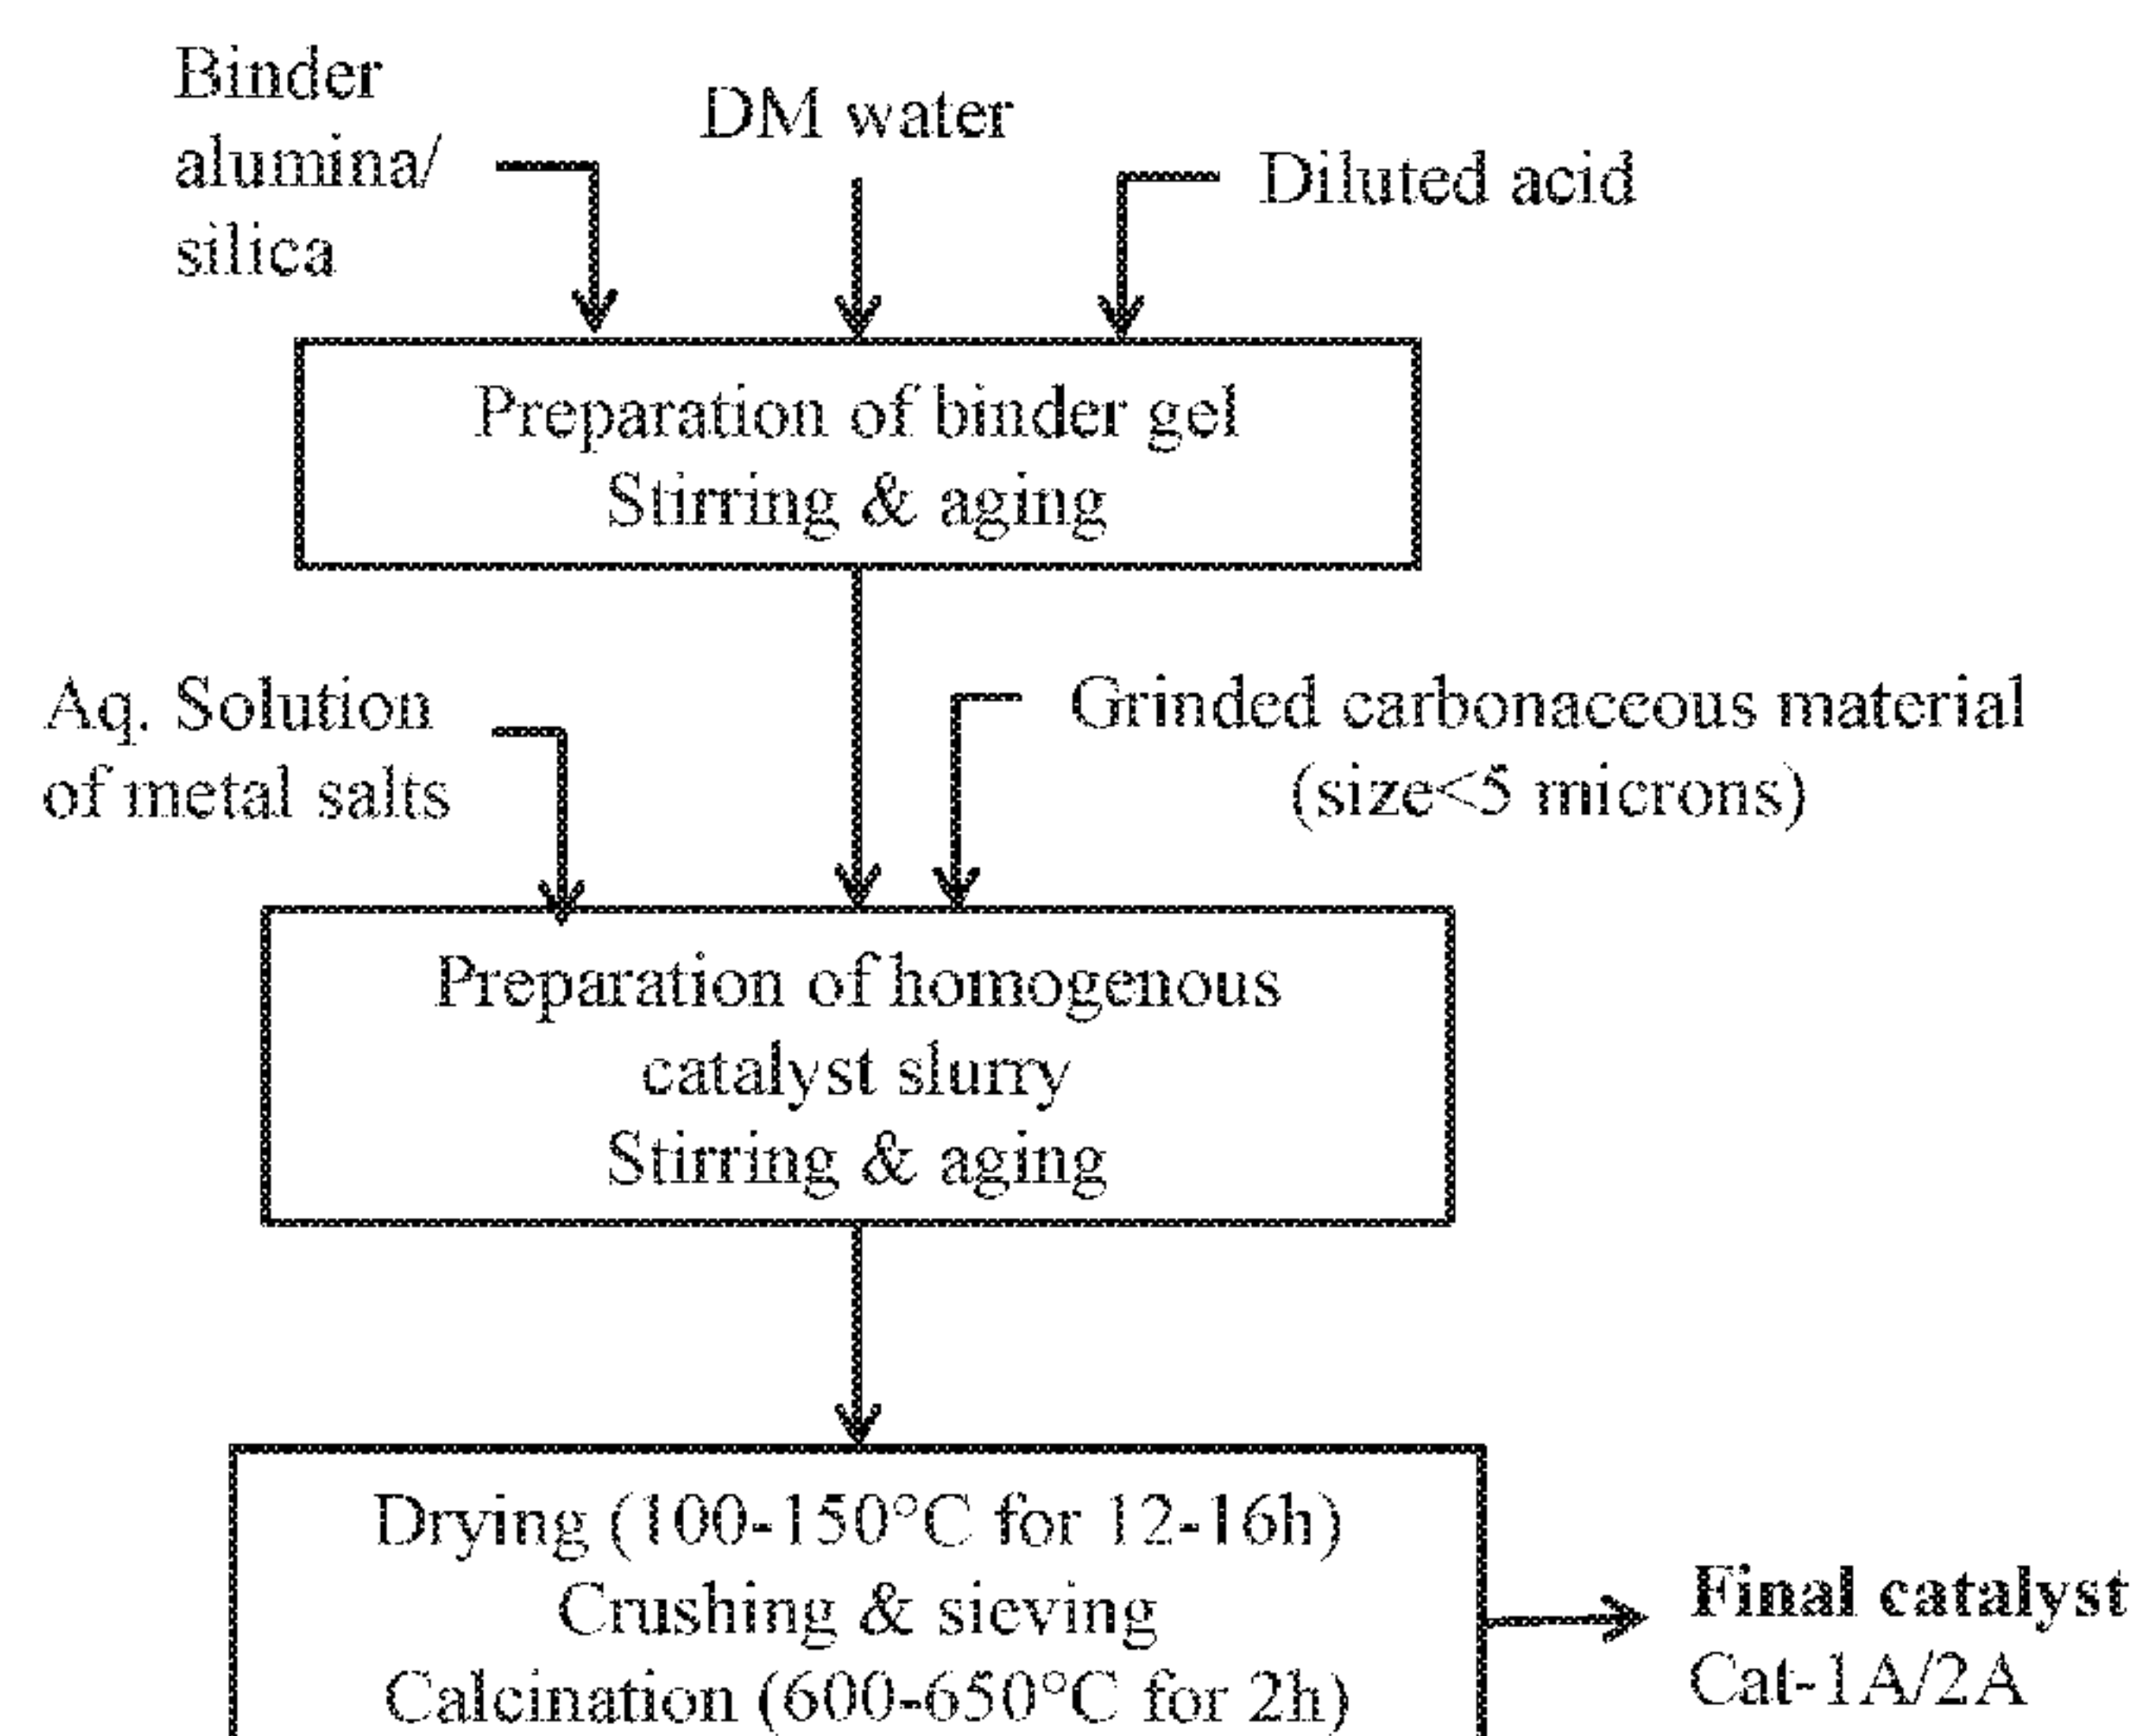 Binder
alumina/
silica
DM water
Diluted acid
Preparation of binder gel
Stirring & aging
Aq. Solution
of metal salts
Grinded carbonaceous material
(size<5 microns)
Preparation of homogenous
catalyst slurry
Stirring & aging
Drying (100-150°C for 12-16h)
Crushing & sieving
Calcination (600-650°C for 2h)
Final catalyst
Cat-1A/2A